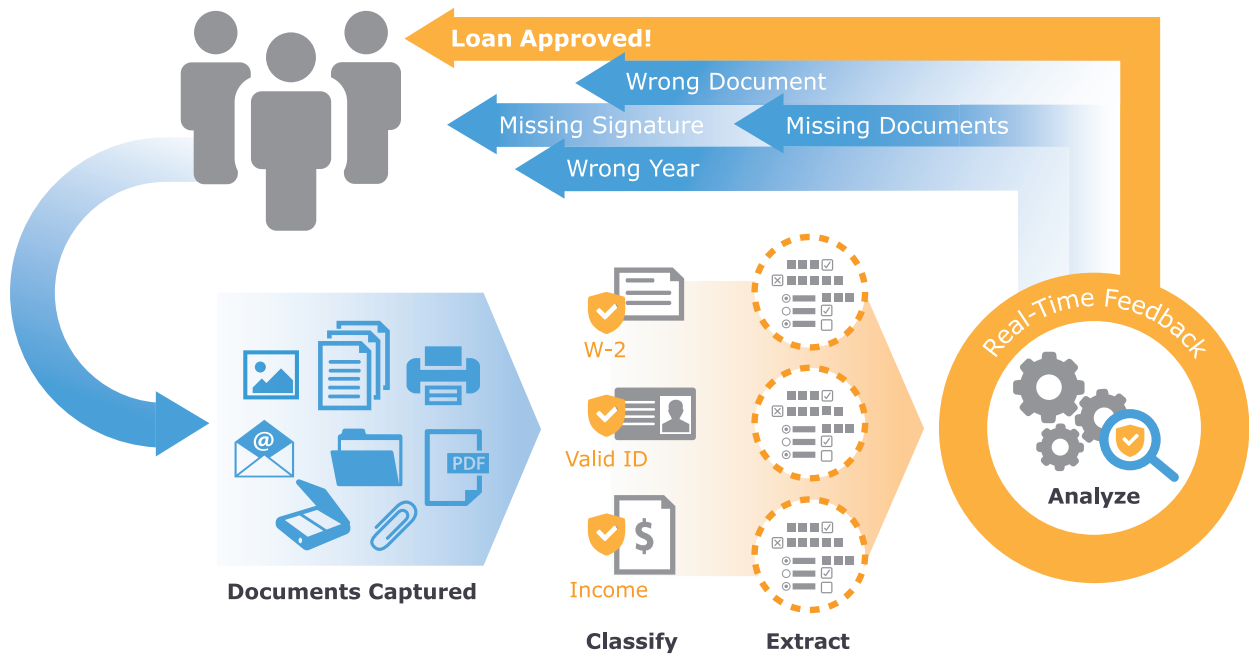 Loan Approved!
Wrong Document
Missing Signature
Missing Documents
Wrong Year
@
PDF
Documents Captured
W-2
Valid ID
$
Income
Classify
Extract
Real-Time Feedback
Analyze